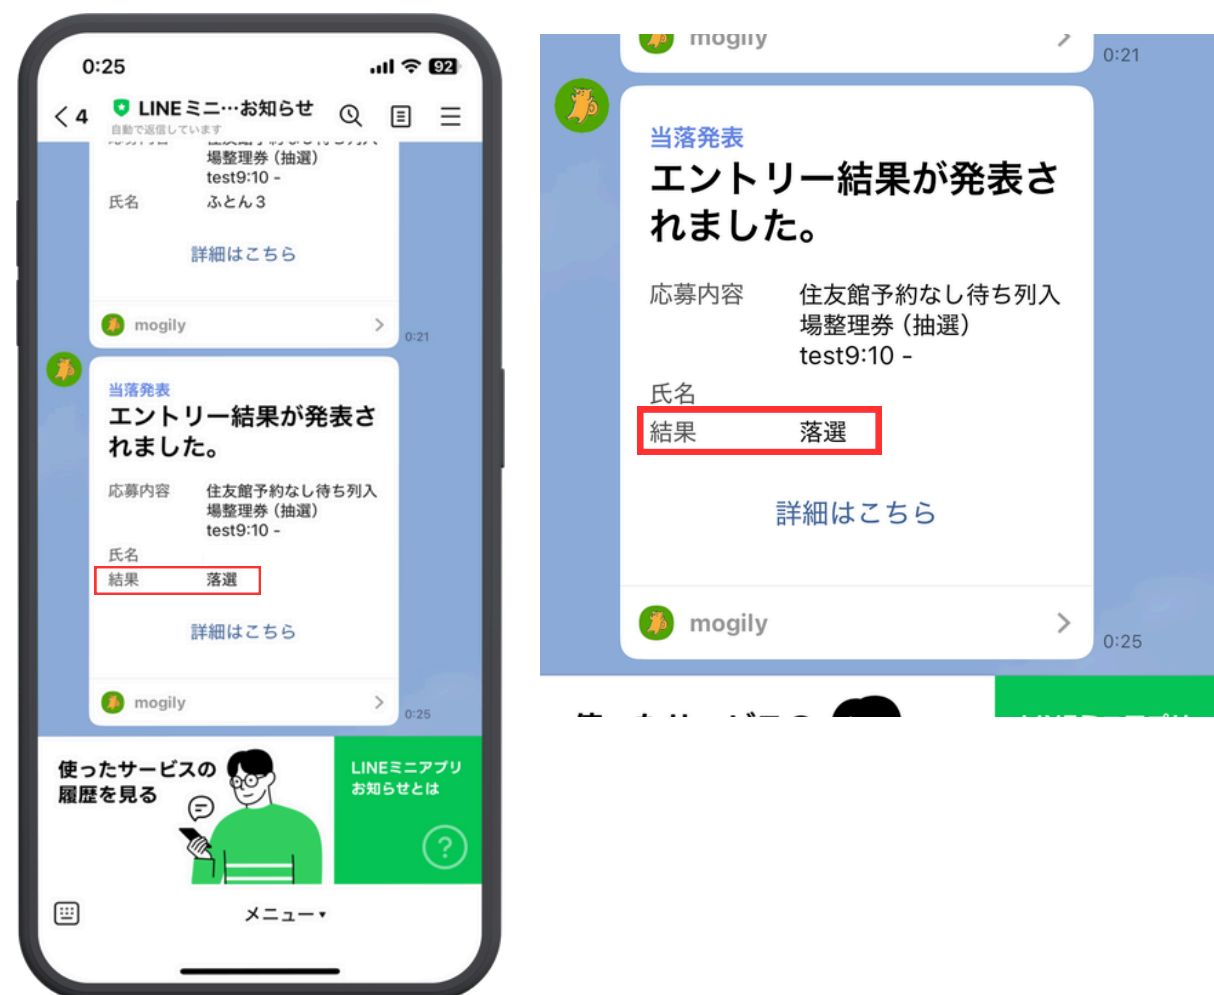 0:25
92
4
LINEミニ…お知らせ
自動で返信しています
場整理券（抽選）
test9:10 -
氏名 ふとん３
詳細はこちら
mogily
0:21
当落発表
エントリー結果が発表さ
れました。
応募内容 住友館予約なし待ち列入
場整理券（抽選）
test9:10 -
氏名
結果 落選
詳細はこちら
mogily
0:25
使ったサービスの
履歴を見る
LINEミニアプリ
お知らせとは
?
メニュー▾
mogily
0:21
当落発表
エントリー結果が発表さ
れました。
応募内容 住友館予約なし待ち列入
場整理券（抽選）
test9:10 -
氏名
結果 落選
詳細はこちら
mogily
0:25